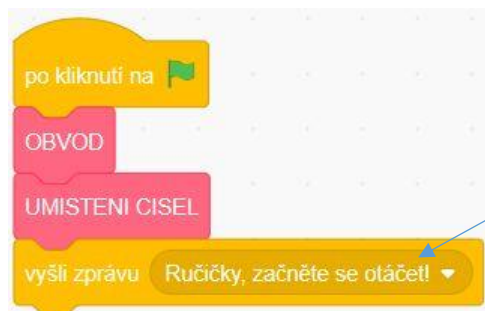 po kliknutí na
OBVOD
UMISTENI CISEL
vyšli zprávu Ručičky, začněte se otáčet!